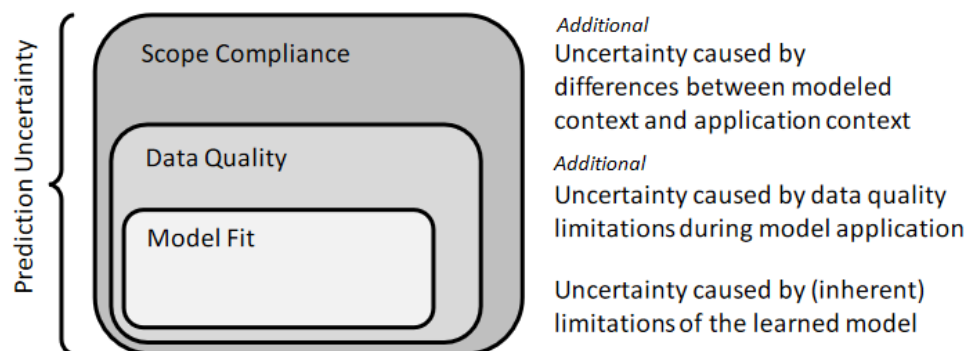 Prediction Uncertainty
Scope Compliance
Data Quality
Model Fit
Additional
Uncertainty caused by
differences between modeled
context and application context
Additional
Uncertainty caused by data quality
limitations during model application
Uncertainty caused by (inherent)
limitations of the learned model